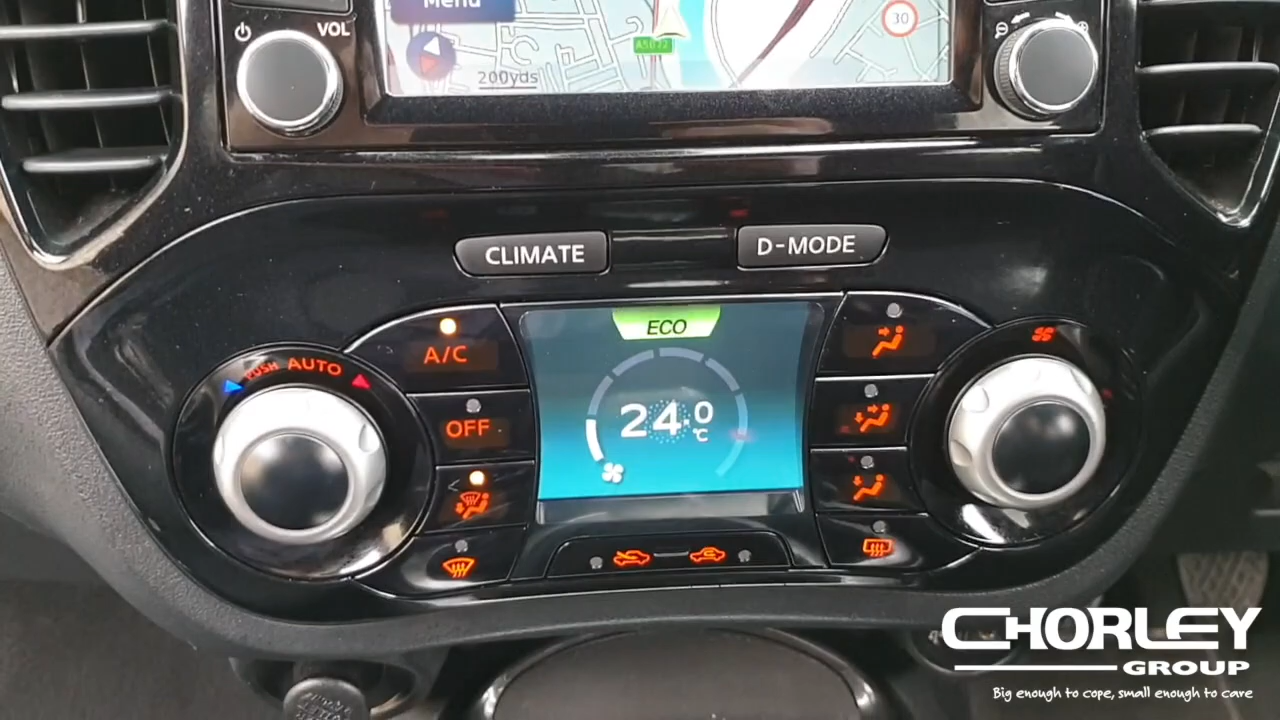 Menu
VOL
A5072
30
200yds
CLIMATE
D-MODE
ECO
A/C
PUSH AUTO
24.0
°C
OFF
CHORLEY
GROUP
Big enough to cope, small enough to care